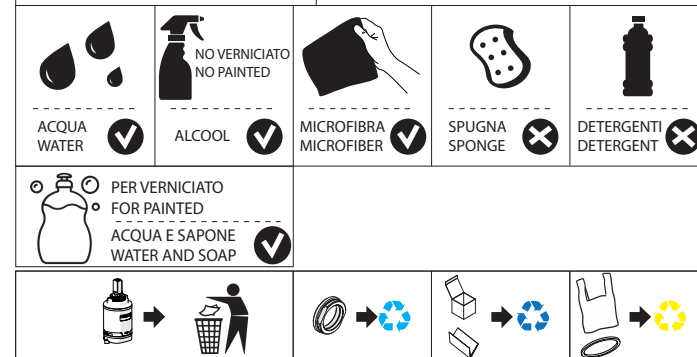 NO VERNICIATO
NO PAINTED
ACQUA
WATER
ALCOOL
MICROFIBRA
MICROFIBER
SPUGNA
SPONGE
DETERGENTI
DETERGENT
PER VERNICIATO
FOR PAINTED
ACQUA E SAPONE
WATER AND SOAP